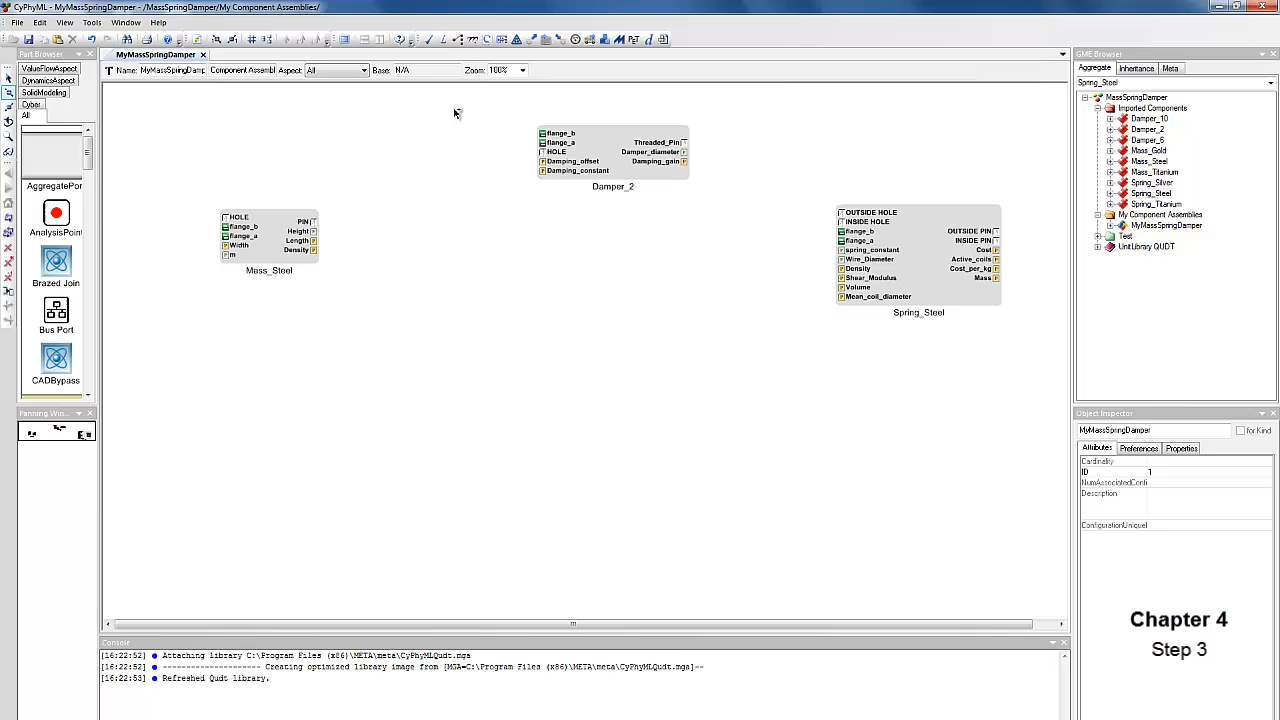 CyPhyML - [MyMassSpringDamper - /MassSpringDamper/My Component Assemblies/]
File Edit View Tools Window Help
Part Browser
ValueFlowAspect
DynamicsAspect
SolidModeling
Cyber
All
AggregatePor
AnalysisPoint
Brazed Join
Bus Port
CADBypass
Panning Win...
MyMassSpringDamper
Name: MyMassSpringDamp Component Assembl Aspect: All Base: N/A Zoom: 100%
HOLE
flange_b
flange_a
Width
m
PIN
Height
Length
Density
Mass_Steel
flange_b
flange_a
HOLE
Damping_offset
Damping_constant
Threaded_Pin
Damper_diameter
Damping_gain
Damper_2
OUTSIDE HOLE
INSIDE HOLE
flange_b
flange_a
spring_constant
Wire_Diameter
Density
Shear_Modulus
Volume
Mean_coil_diameter
OUTSIDE PIN
INSIDE PIN
Cost
Active_coils
Cost_per_kg
Mass
Spring_Steel
Console
[16:22:52] Attaching library C:\Program Files (x86)\META\meta\CyPhyMLQudt.mga
[16:22:52] -------------------- Creating optimized library image from [MGA=C:\Program Files (x86)\META\meta\CyPhyMLQudt.mga]--
[16:22:53] Refreshed Qudt library.
GME Browser
Aggregate Inheritance Meta
Spring_Steel
MassSpringDamper
Imported Components
Damper_10
Damper_2
Damper_6
Mass_Gold
Mass_Steel
Mass_Titanium
Spring_Silver
Spring_Steel
Spring_Titanium
My Component Assemblies
MyMassSpringDamper
Test
UnitLibrary QUDT
Object Inspector
MyMassSpringDamper for Kind
Attributes Preferences Properties
Cardinality
ID 1
NumAssociatedConfi
Description
ConfigurationUniqueI
Chapter 4
Step 3